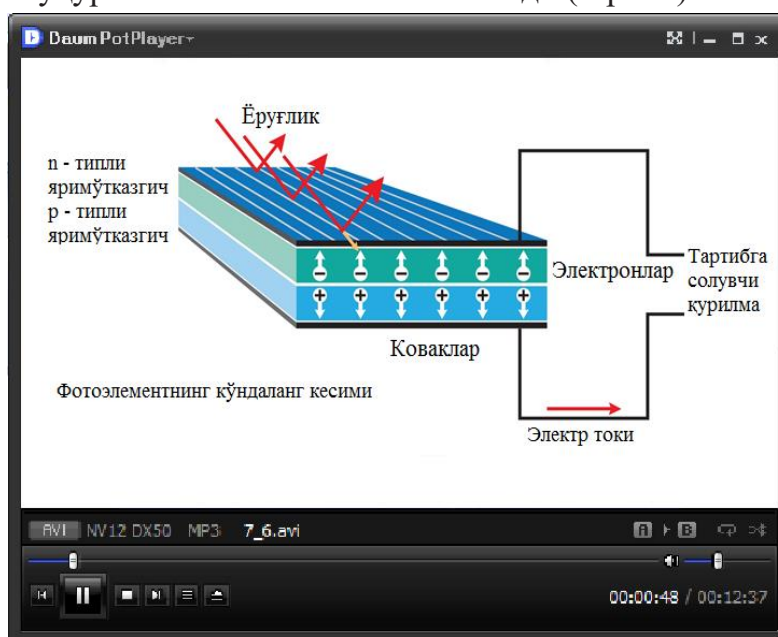 Daum PotPlayer
Ёруғлик
n - типли
яримўтказгич
p - типли
яримўтказгич
Электронлар
Тартибга
солувчи
курилма
Коваклар
Фотоэлементнинг кўндаланг кесими
Электр токи
AVI NV12 DX50 MP3 7_6.avi
A B
00:00:48 / 00:12:37